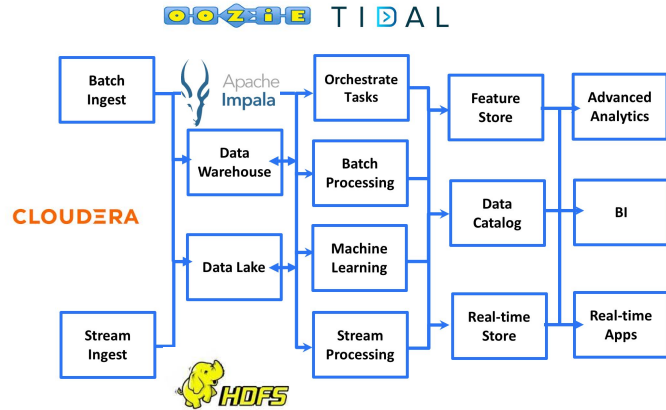 OOZIE TIDAL
Batch
Ingest
Apache
Impala
Orchestrate
Tasks
Feature
Store
Advanced
Analytics
Data
Warehouse
Batch
Processing
CLOUDERA
Data
Catalog
BI
Data Lake
Machine
Learning
Stream
Ingest
Stream
Processing
Real-time
Store
Real-time
Apps
HDFS